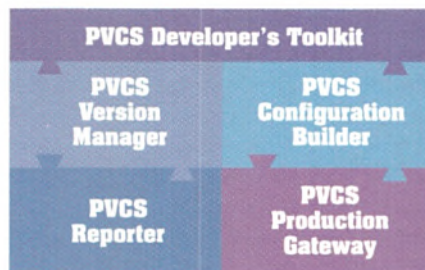 PVCS Developer's Toolkit
PVCS
Version
Manager
PVCS
Configuration
Builder
PVCS
Reporter
PVCS
Production
Gateway